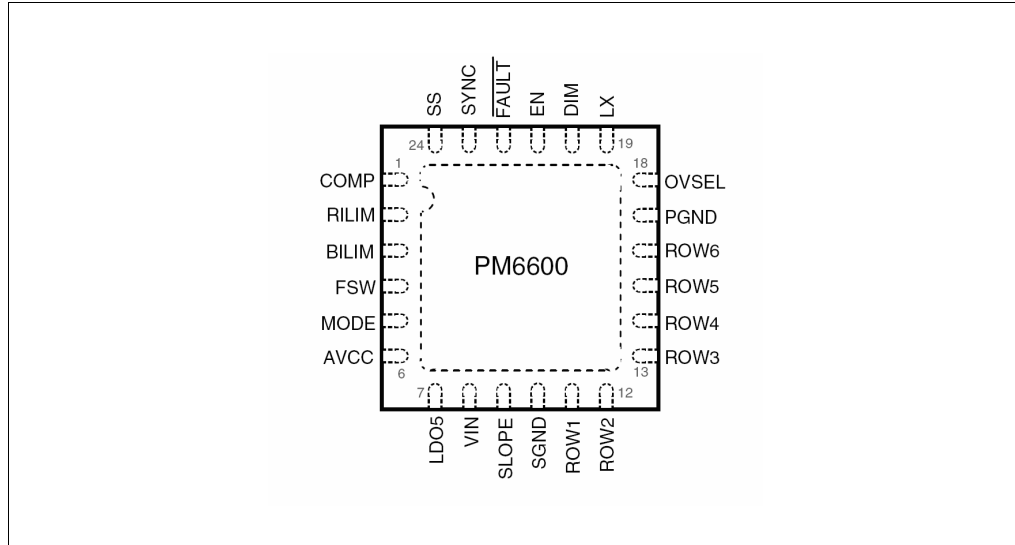 SS
SYNC
FAULT
EN
DIM
LX
24
19
1
18
COMP
OVSEL
RILIM
PGND
BILIM
ROW6
PM6600
FSW
ROW5
MODE
ROW4
AVCC
ROW3
6
13
7
12
LDO5
VIN
SLOPE
SGND
ROW1
ROW2